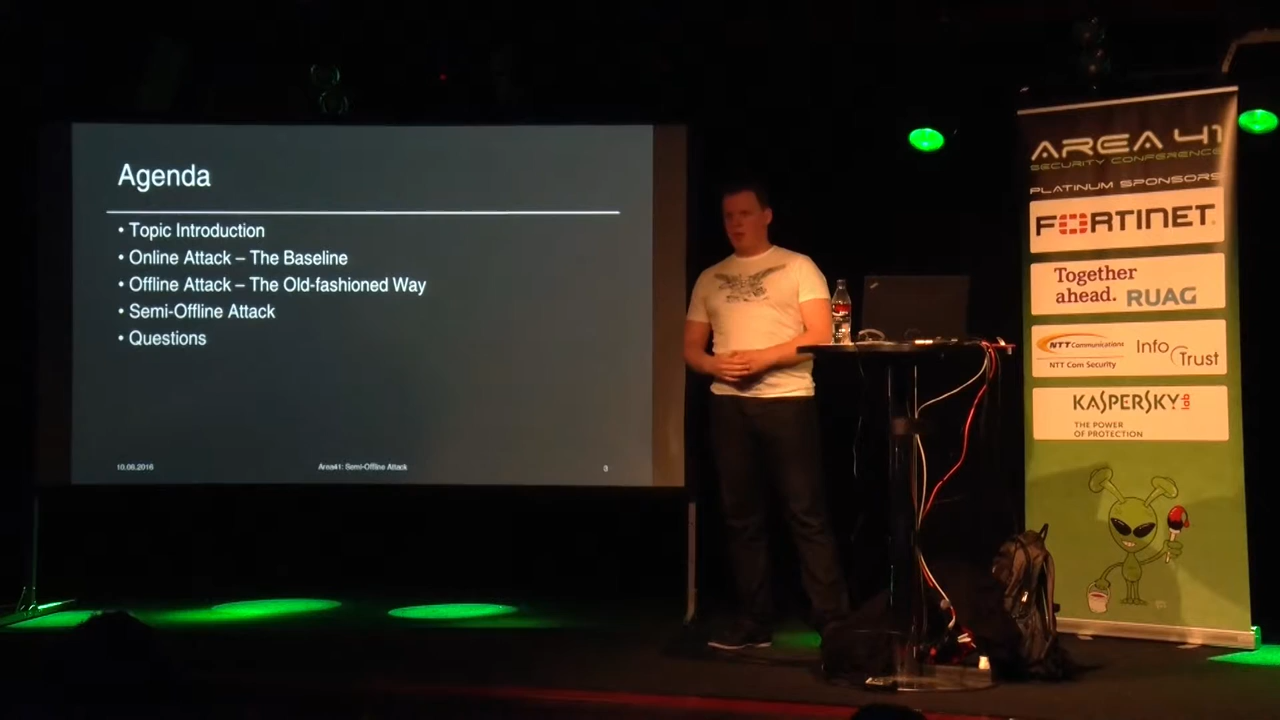 Agenda
• Topic Introduction
• Online Attack – The Baseline
• Offline Attack – The Old-fashioned Way
• Semi-Offline Attack
• Questions
10.06.2016
Area41: Semi-Offline Attack
3
AREA 41
SECURITY CONFERENCE
PLATINUM SPONSORS
FORTINET
Together
ahead. RUAG
NTT Communications
NTT Com Security
Info
Trust
KASPERSKY lab
THE POWER
OF PROTECTION